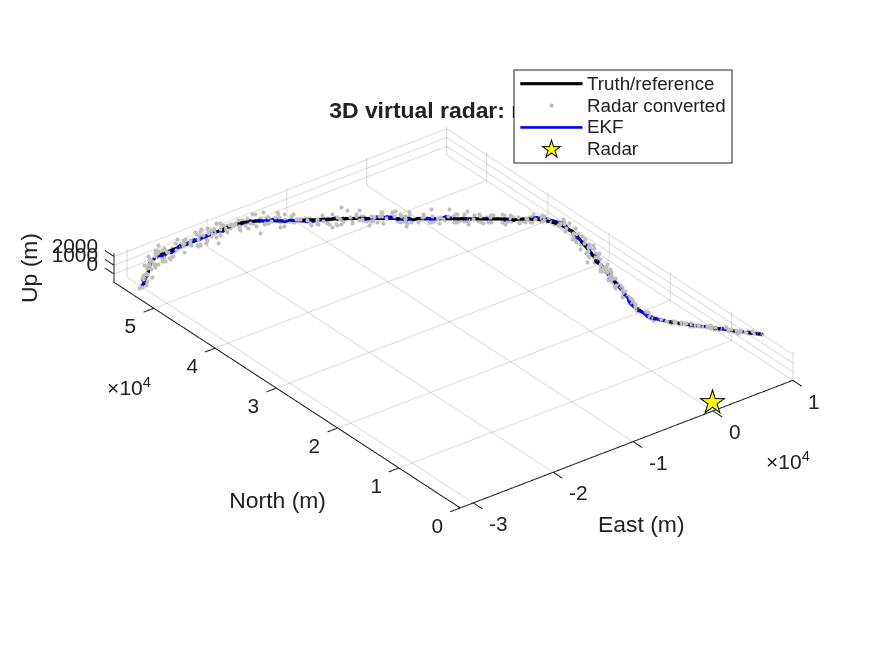 3D virtual radar:
Truth/reference
Radar converted
EKF
Radar
Up (m)
2000
1000
0
5
4
3
2
1
0
×10⁴
North (m)
-3
-2
-1
0
1
×10⁴
East (m)